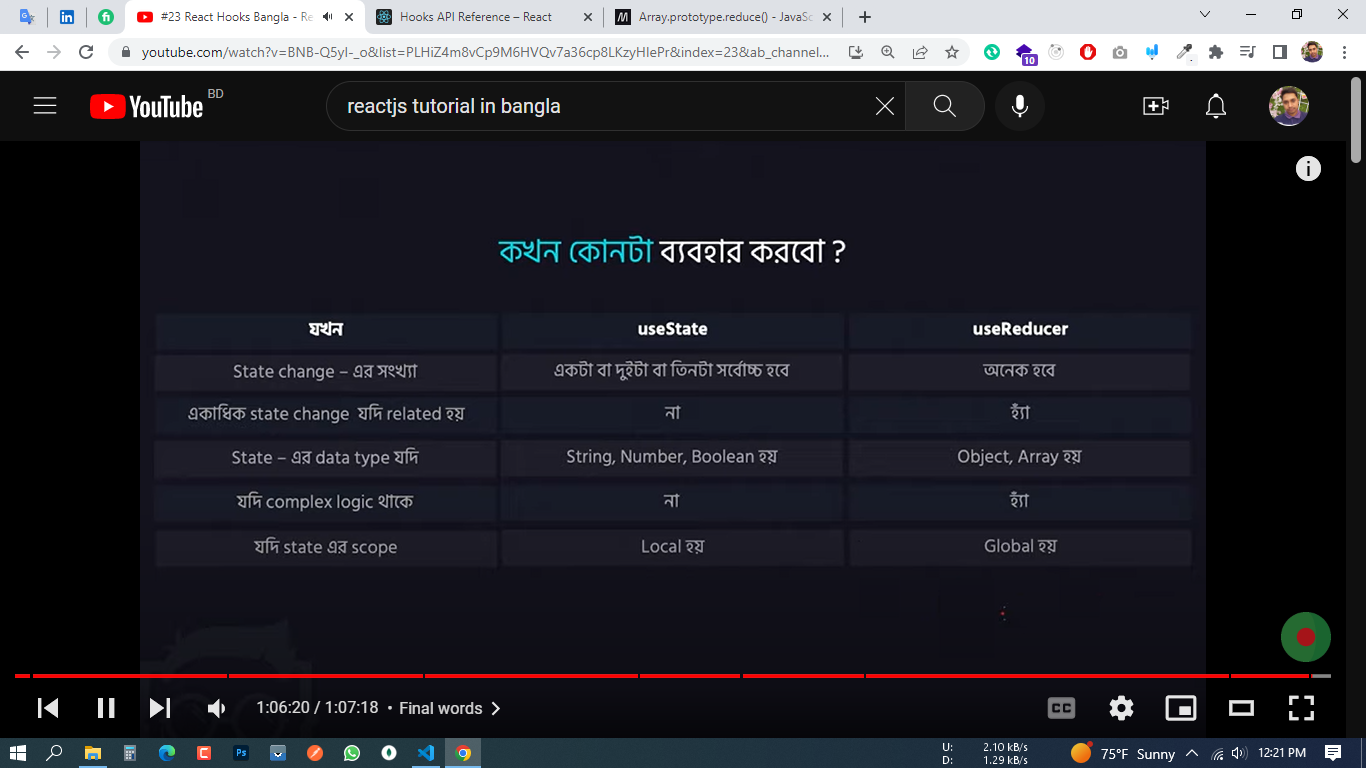 #23 React Hooks Bangla - Re
Hooks API Reference – React
Array.prototype.reduce() - JavaSc
youtube.com/watch?v=BNB-Q5yI-_o&list=PLHiZ4m8vCp9M6HVQv7a36cp8LKzyHIePr&index=23&ab_channel...
10
YouTube BD
reactjs tutorial in bangla
কখন কোনটা ব্যবহার করবো ?
যখন useState useReducer
State change – এর সংখ্যা একটা বা দুইটা বা তিনটা সর্বোচ্চ হবে অনেক হবে
একাধিক state change যদি related হয় না হ্যাঁ
State – এর data type যদি String, Number, Boolean হয় Object, Array হয়
যদি complex logic থাকে না হ্যাঁ
যদি state এর scope Local হয় Global হয়
1:06:20 / 1:07:18 • Final words
CC
U: 2.10 kB/s
D: 1.29 kB/s
75°F Sunny
12:21 PM